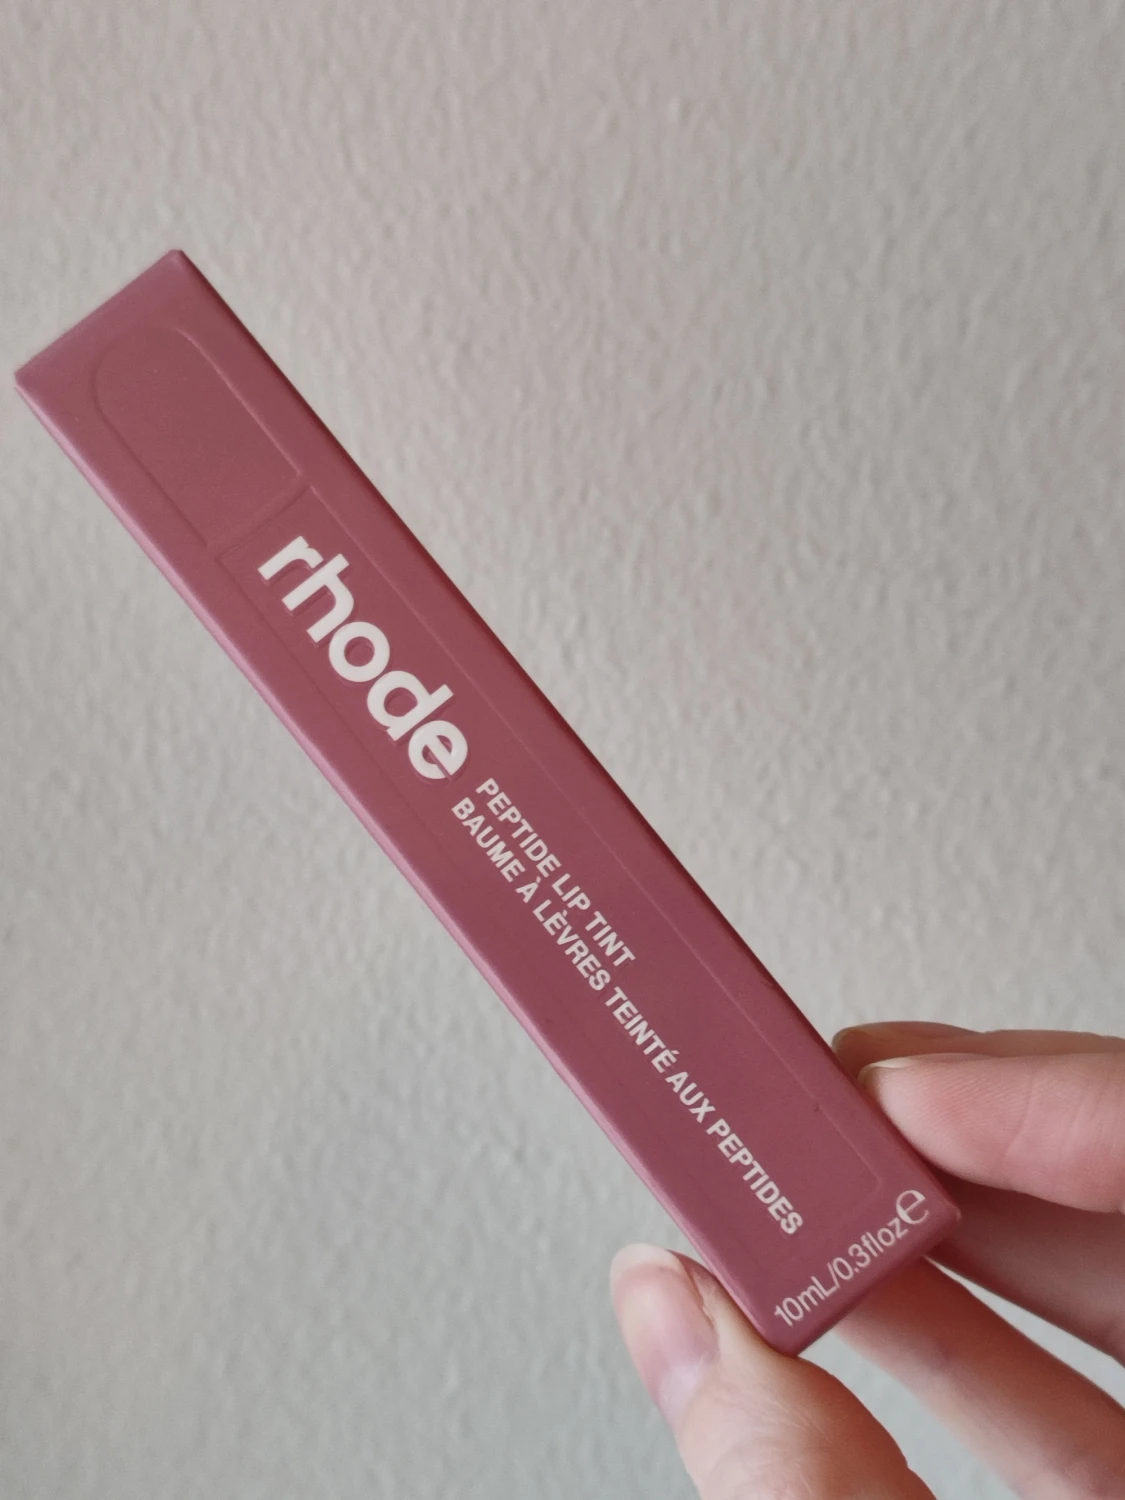 rhode
PEPTIDE LIP TINT
BAUME À LÈVRES TEINTÉ AUX PEPTIDES
10mL/0.3floz℮